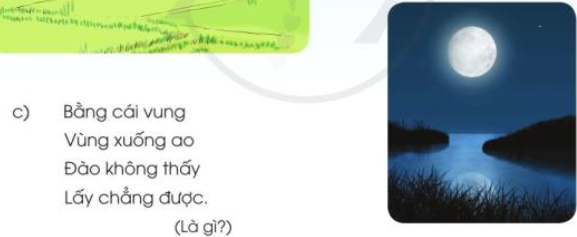 c) Bằng cái vung
Vùng xuống ao
Đào không thấy
Lấy chẳng được.
(Là gì?)